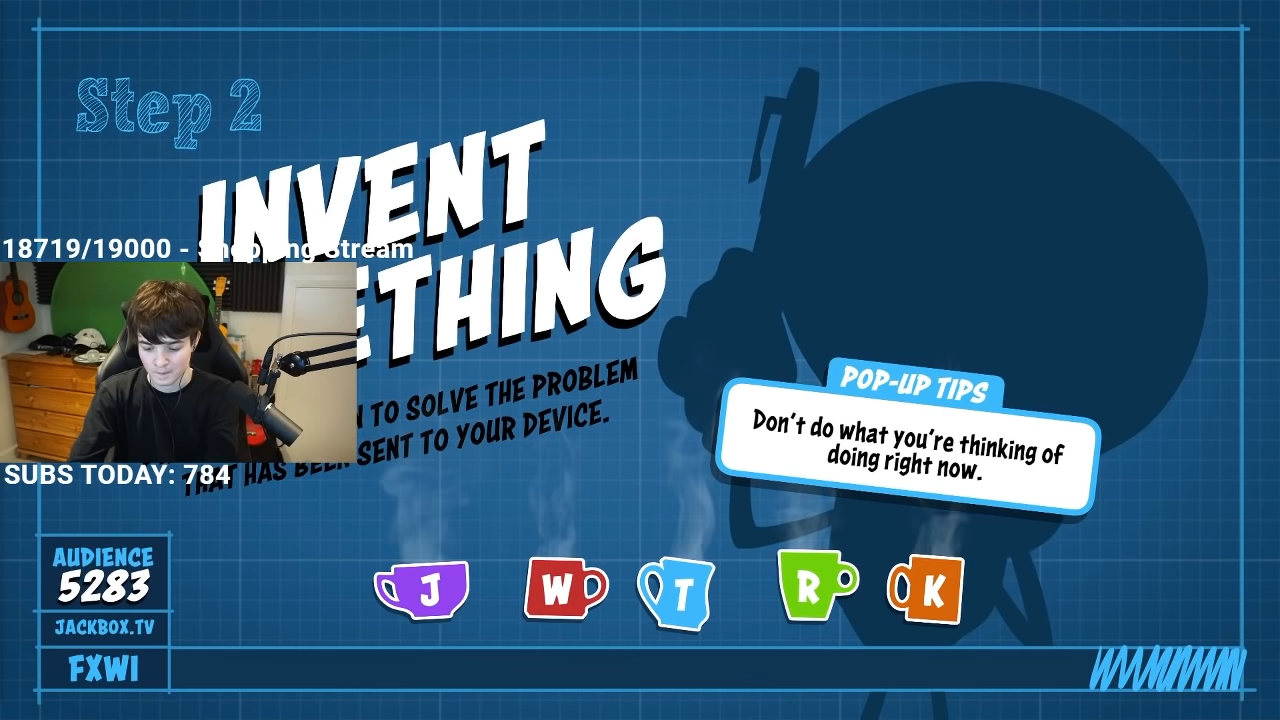 Step 2
INVENT
ETHING
18719/19000 - Shopping Stream
TO SOLVE THE PROBLEM
THAT HAS BEEN SENT TO YOUR DEVICE.
SUBS TODAY: 784
POP-UP TIPS
Don't do what you're thinking of
doing right now.
AUDIENCE
5283
JACKBOX.TV
FXWI
J W T R K